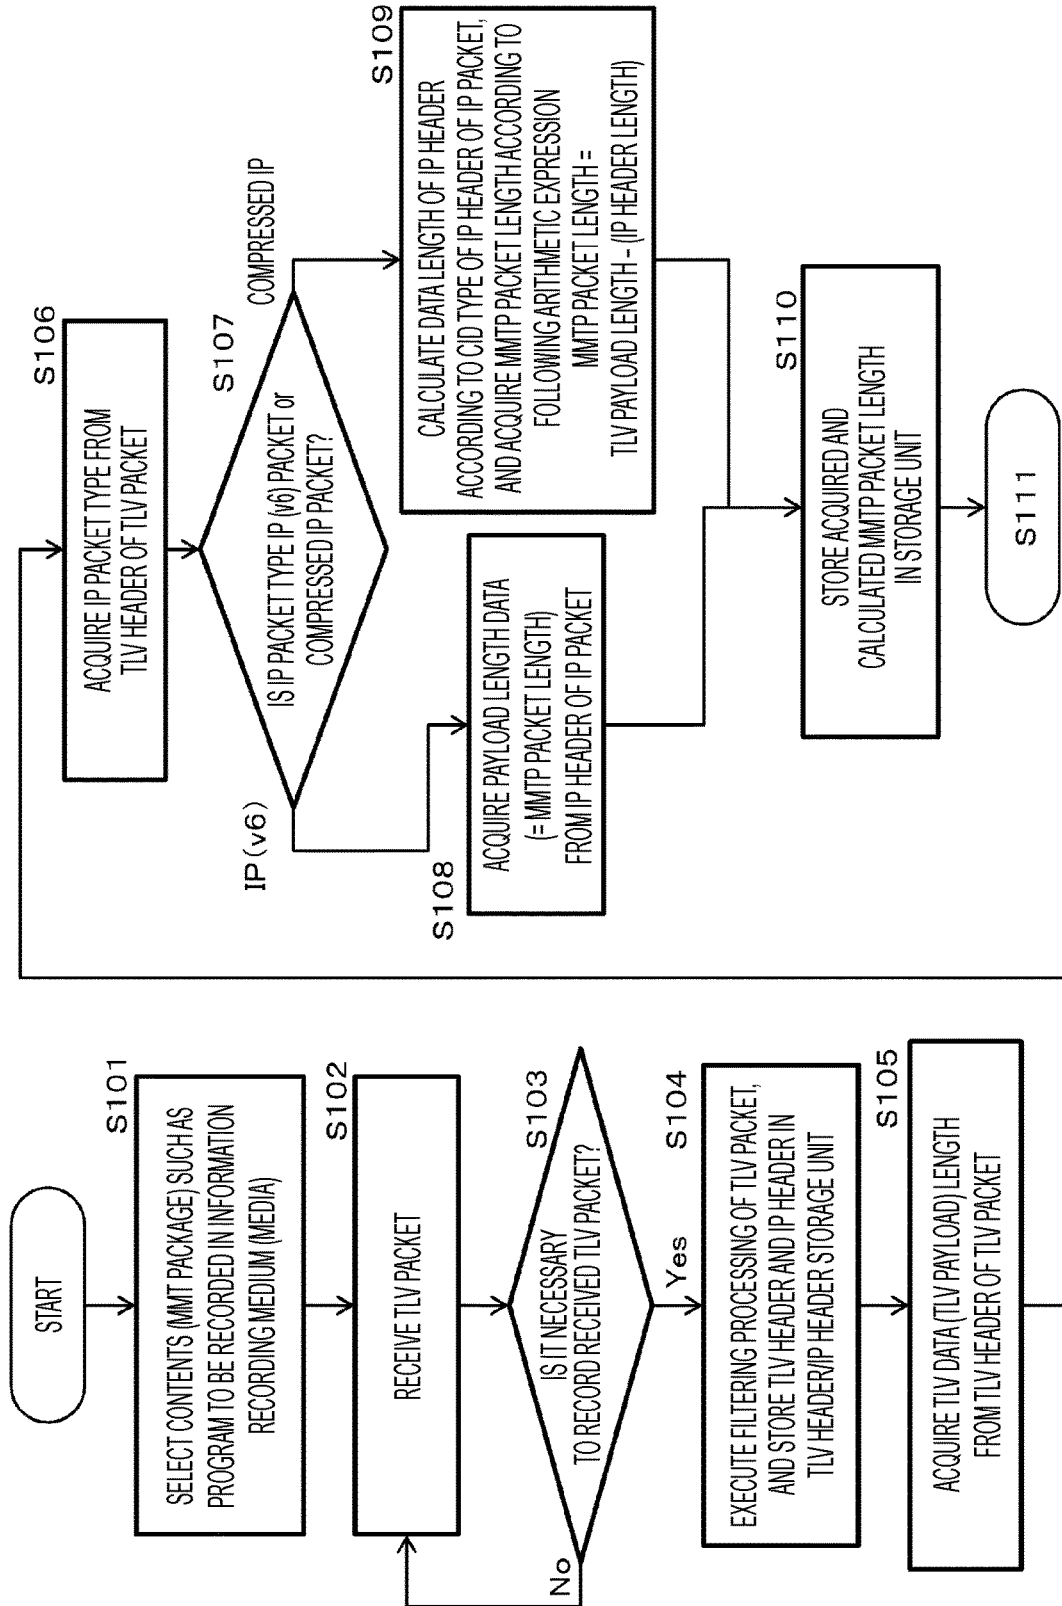 START
S101
SELECT CONTENTS (MMT PACKAGE) SUCH AS
PROGRAM TO BE RECORDED IN INFORMATION
RECORDING MEDIUM (MEDIA)
S102
RECEIVE TLV PACKET
S103
IS IT NECESSARY
TO RECORD RECEIVED TLV PACKET?
No
Yes
S104
EXECUTE FILTERING PROCESSING OF TLV PACKET,
AND STORE TLV HEADER AND IP HEADER IN
TLV HEADER/IP HEADER STORAGE UNIT
S105
ACQUIRE TLV DATA (TLV PAYLOAD) LENGTH
FROM TLV HEADER OF TLV PACKET
S106
ACQUIRE IP PACKET TYPE FROM
TLV HEADER OF TLV PACKET
S107
IS IP PACKET TYPE IP (v6) PACKET or
COMPRESSED IP PACKET?
IP(v6)
COMPRESSED IP
S108
ACQUIRE PAYLOAD LENGTH DATA
(= MMTP PACKET LENGTH)
FROM IP HEADER OF IP PACKET
S109
CALCULATE DATA LENGTH OF IP HEADER
ACCORDING TO CID TYPE OF IP HEADER OF IP PACKET,
AND ACQUIRE MMTP PACKET LENGTH ACCORDING TO
FOLLOWING ARITHMETIC EXPRESSION
MMTP PACKET LENGTH =
TLV PAYLOAD LENGTH - (IP HEADER LENGTH)
S110
STORE ACQUIRED AND
CALCULATED MMTP PACKET LENGTH
IN STORAGE UNIT
S111